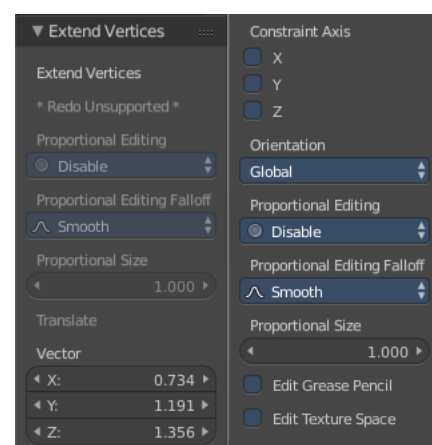 Extend Vertices
Extend Vertices
* Redo Unsupported *
Proportional Editing
Disable
Proportional Editing Falloff
Smooth
Proportional Size
1.000
Translate
Vector
X: 0.734
Y: 1.191
Z: 1.356
Constraint Axis
X
Y
Z
Orientation
Global
Proportional Editing
Disable
Proportional Editing Falloff
Smooth
Proportional Size
1.000
Edit Grease Pencil
Edit Texture Space